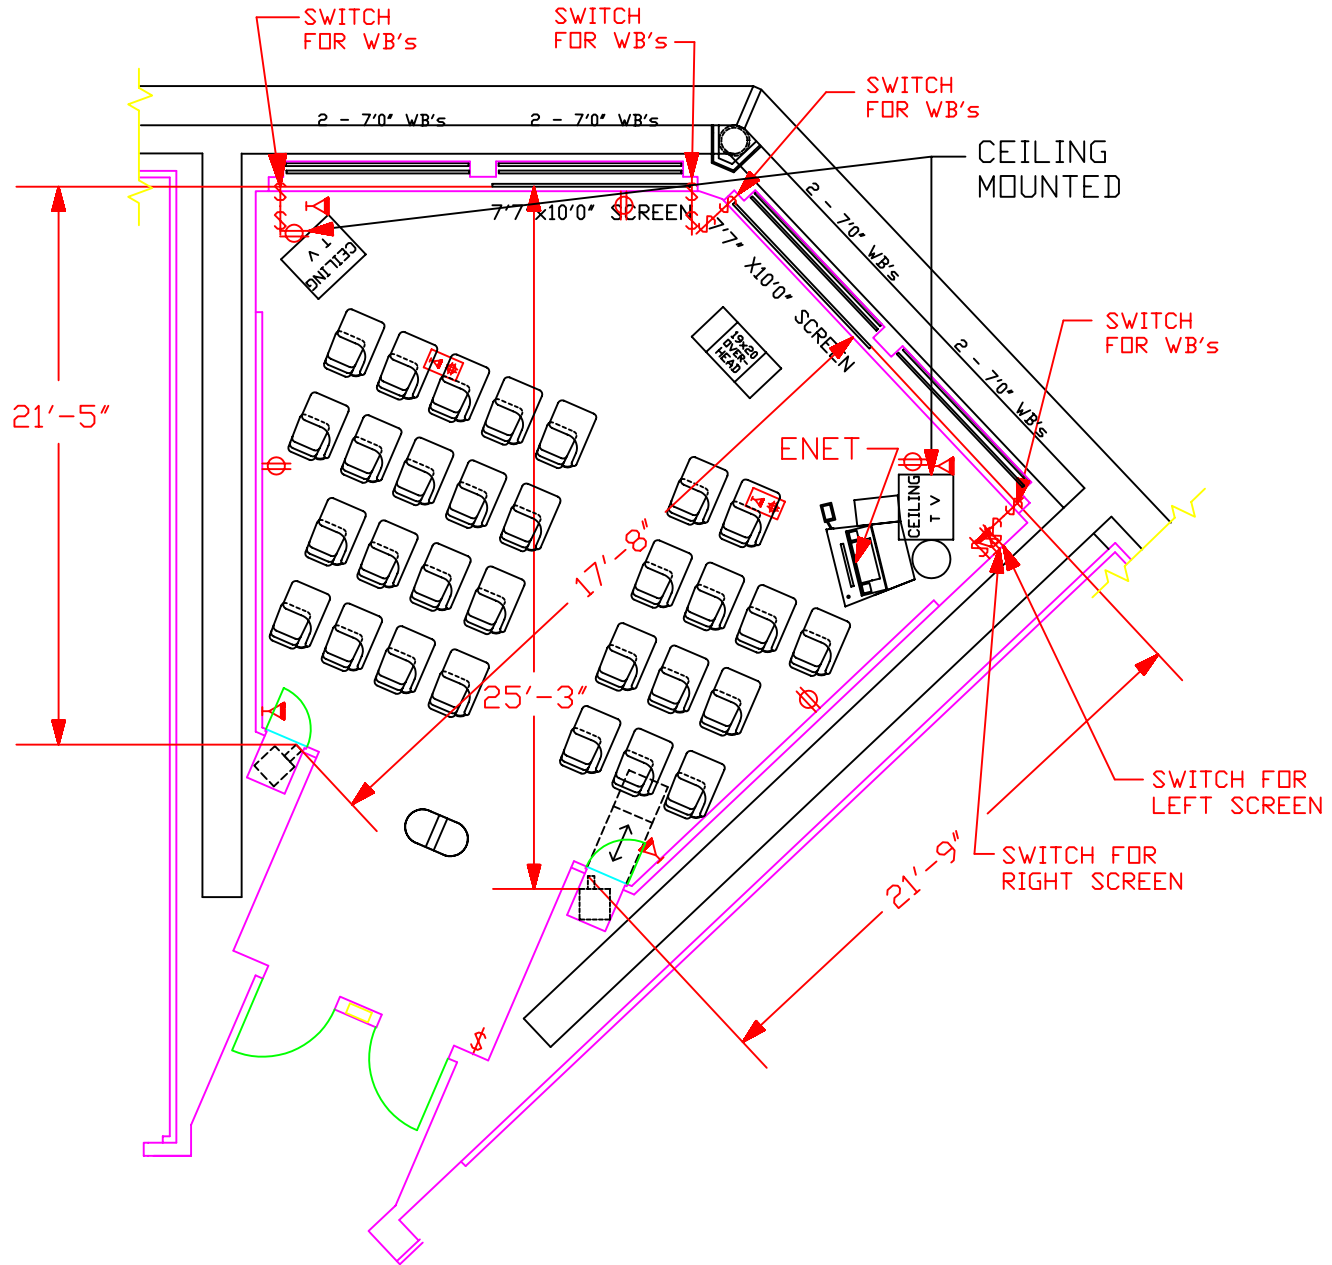 SWITCH
FOR WB's
SWITCH
FOR WB's
SWITCH
FOR WB's
2 - 7'0" WB's
2 - 7'0" WB's
CEILING
MOUNTED
2 - 7'0" WB's
7'7" X10'0" SCREEN
7'7" X10'0" SCREEN
CEILING
T V
19x20
OVER-
HEAD
SWITCH
FOR WB's
2 - 7'0" WB's
21'-5"
ENET
CEILING
T V
17'-8"
25'-3"
SWITCH FOR
LEFT SCREEN
21'-9"
SWITCH FOR
RIGHT SCREEN
$